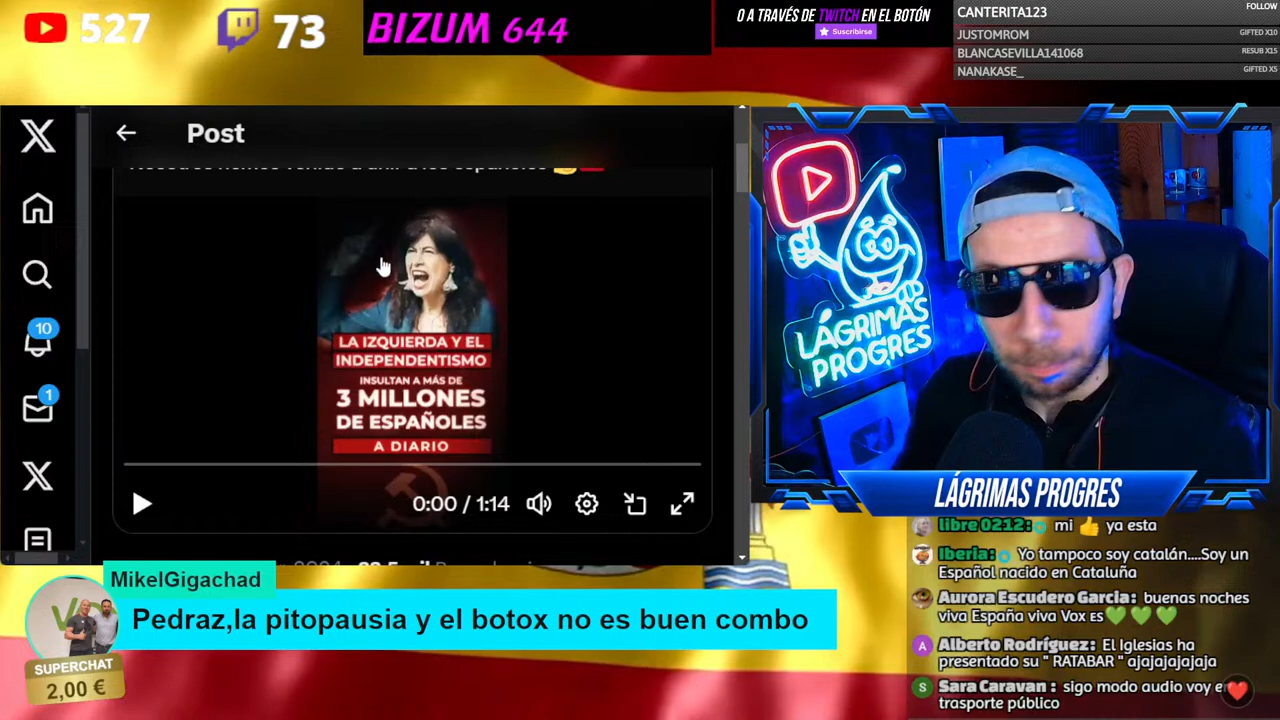 527
73
BIZUM 644
O A TRAVÉS DE TWITCH EN EL BOTÓN
Suscribirse
CANTERITA123 FOLLOW
JUSTOMROM GIFTED X10
BLANCASEVILLA141068 RESUB X15
NANAKASE_ GIFTED X5
Post
10
1
LA IZQUIERDA Y EL
INDEPENDENTISMO
INSULTAN A MÁS DE
3 MILLONES
DE ESPAÑOLES
A DIARIO
0:00 / 1:14
LÁGRIMAS
PROGRES
LÁGRIMAS PROGRES
libre 0212: mi 👍 ya esta
Iberia: Yo tampoco soy catalán....Soy un
Español nacido en Cataluña
Aurora Escudero Garcia: buenas noches
viva España viva Vox es💚💚💚
A Alberto Rodríguez: El Iglesias ha
presentado su " RATABAR" ajajajajajaja
S Sara Caravan : sigo modo audio voy en
trasporte público
MikelGigachad
Pedraz,la pitopausia y el botox no es buen combo
SUPERCHAT
2,00 €